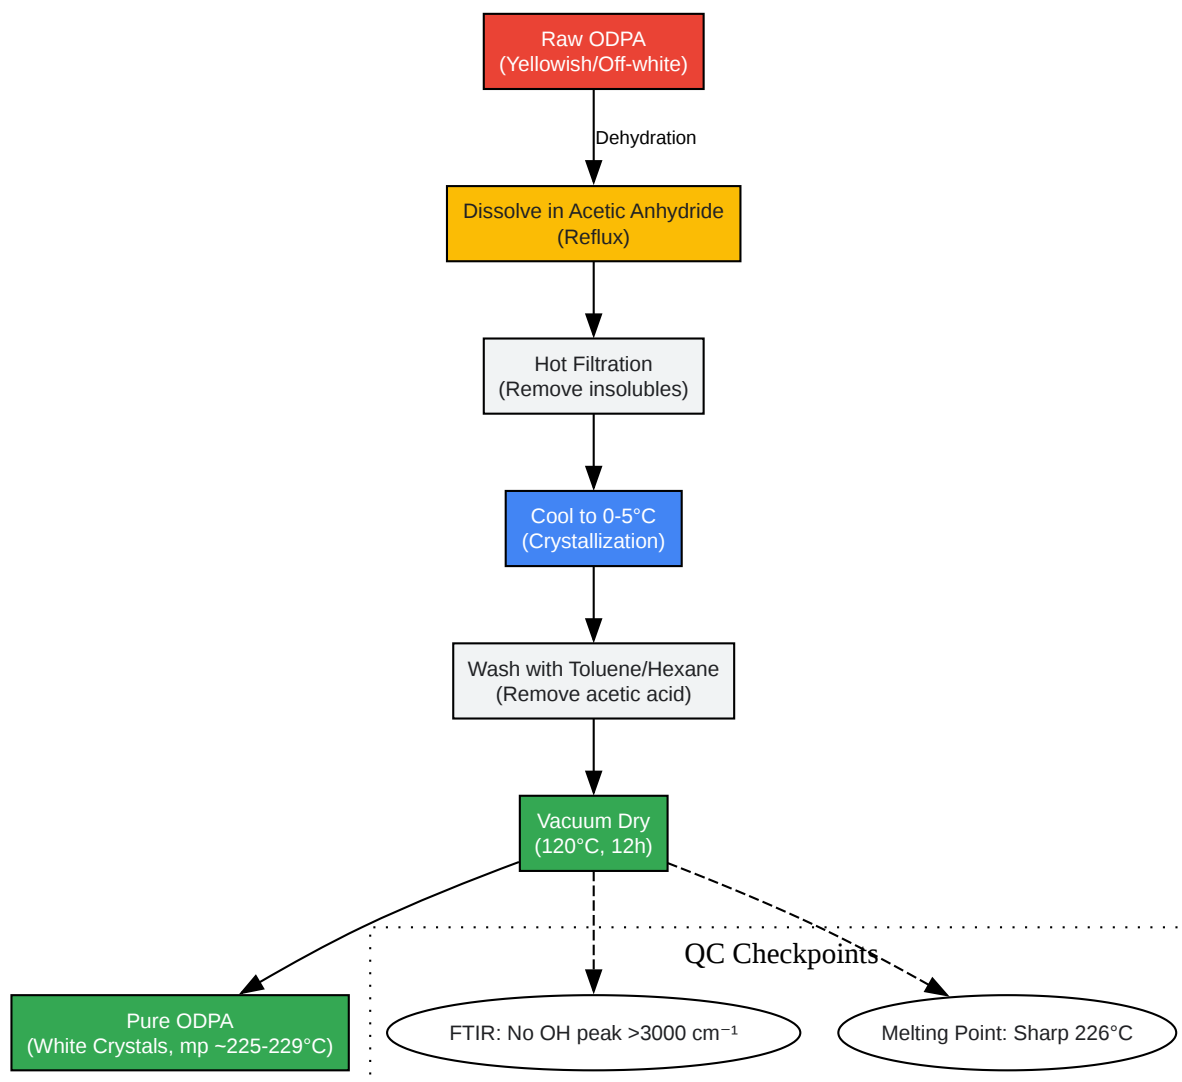 Raw ODPA
(Yellowish/Off-white)
Dehydration
Dissolve in Acetic Anhydride
(Reflux)
Hot Filtration
(Remove insolubles)
Cool to 0-5°C
(Crystallization)
Wash with Toluene/Hexane
(Remove acetic acid)
Vacuum Dry
(120°C, 12h)
QC Checkpoints
Pure ODPA
(White Crystals, mp ~225-229°C)
FTIR: No OH peak >3000 cm⁻¹
Melting Point: Sharp 226°C